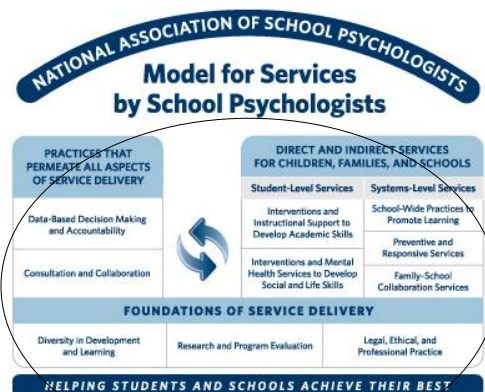 NATIONAL ASSOCIATION OF SCHOOL PSYCHOLOGISTS
Model for Services
by School Psychologists
PRACTICES THAT
PERMEATE ALL ASPECTS
OF SERVICE DELIVERY
Data-Based Decision Making
and Accountability
Consultation and Collaboration
DIRECT AND INDIRECT SERVICES
FOR CHILDREN, FAMILIES, AND SCHOOLS
Student-Level Services
Interventions and
Instructional Support to
Develop Academic Skills
Interventions and Mental
Health Services to Develop
Social and Life Skills
Systems-Level Services
School-Wide Practices to
Promote Learning
Preventive and
Responsive Services
Family-School
Collaboration Services
FOUNDATIONS OF SERVICE DELIVERY
Diversity in Development
and Learning
Research and Program Evaluation
Legal, Ethical, and
Professional Practice
HELPING STUDENTS AND SCHOOLS ACHIEVE THEIR BEST